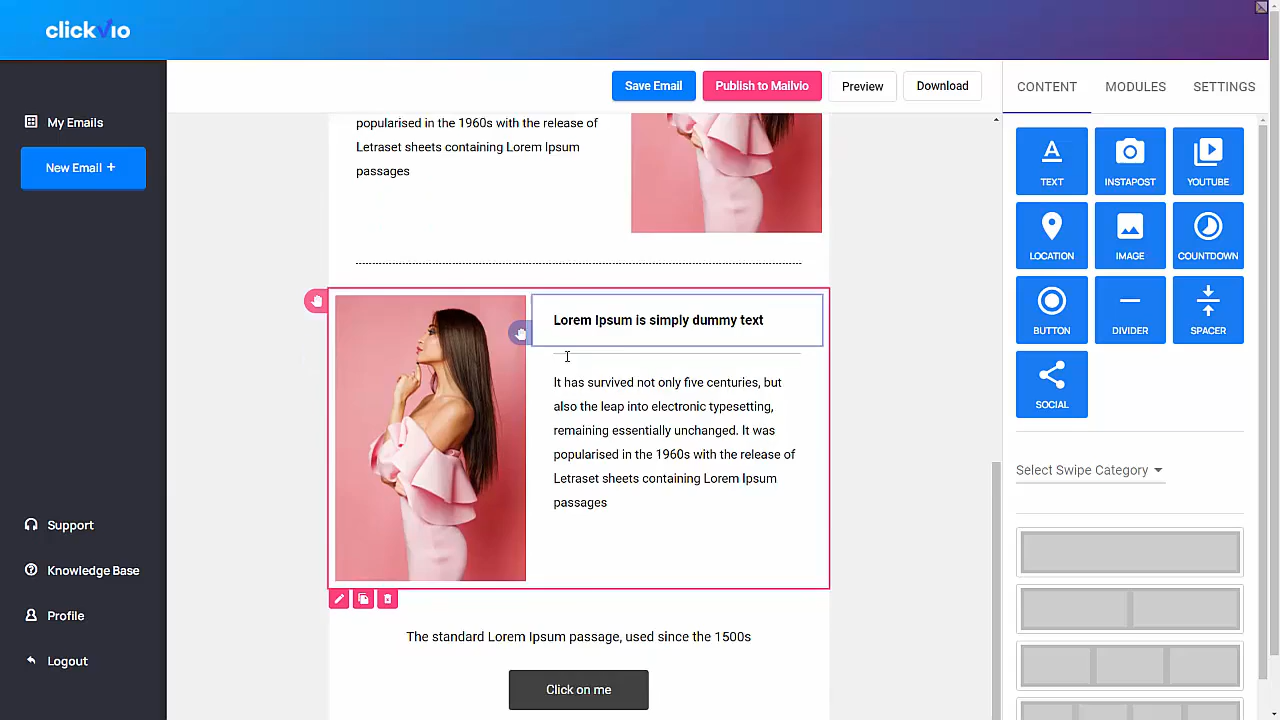 clickvio
My Emails
New Email +
Support
Knowledge Base
Profile
Logout
Save Email
Publish to Mailvio
Preview
Download
popularised in the 1960s with the release of
Letraset sheets containing Lorem Ipsum
passages
Lorem Ipsum is simply dummy text
It has survived not only five centuries, but
also the leap into electronic typesetting,
remaining essentially unchanged. It was
popularised in the 1960s with the release of
Letraset sheets containing Lorem Ipsum
passages
The standard Lorem Ipsum passage, used since the 1500s
Click on me
CONTENT
MODULES
SETTINGS
TEXT
INSTAPOST
YOUTUBE
LOCATION
IMAGE
COUNTDOWN
BUTTON
DIVIDER
SPACER
SOCIAL
Select Swipe Category